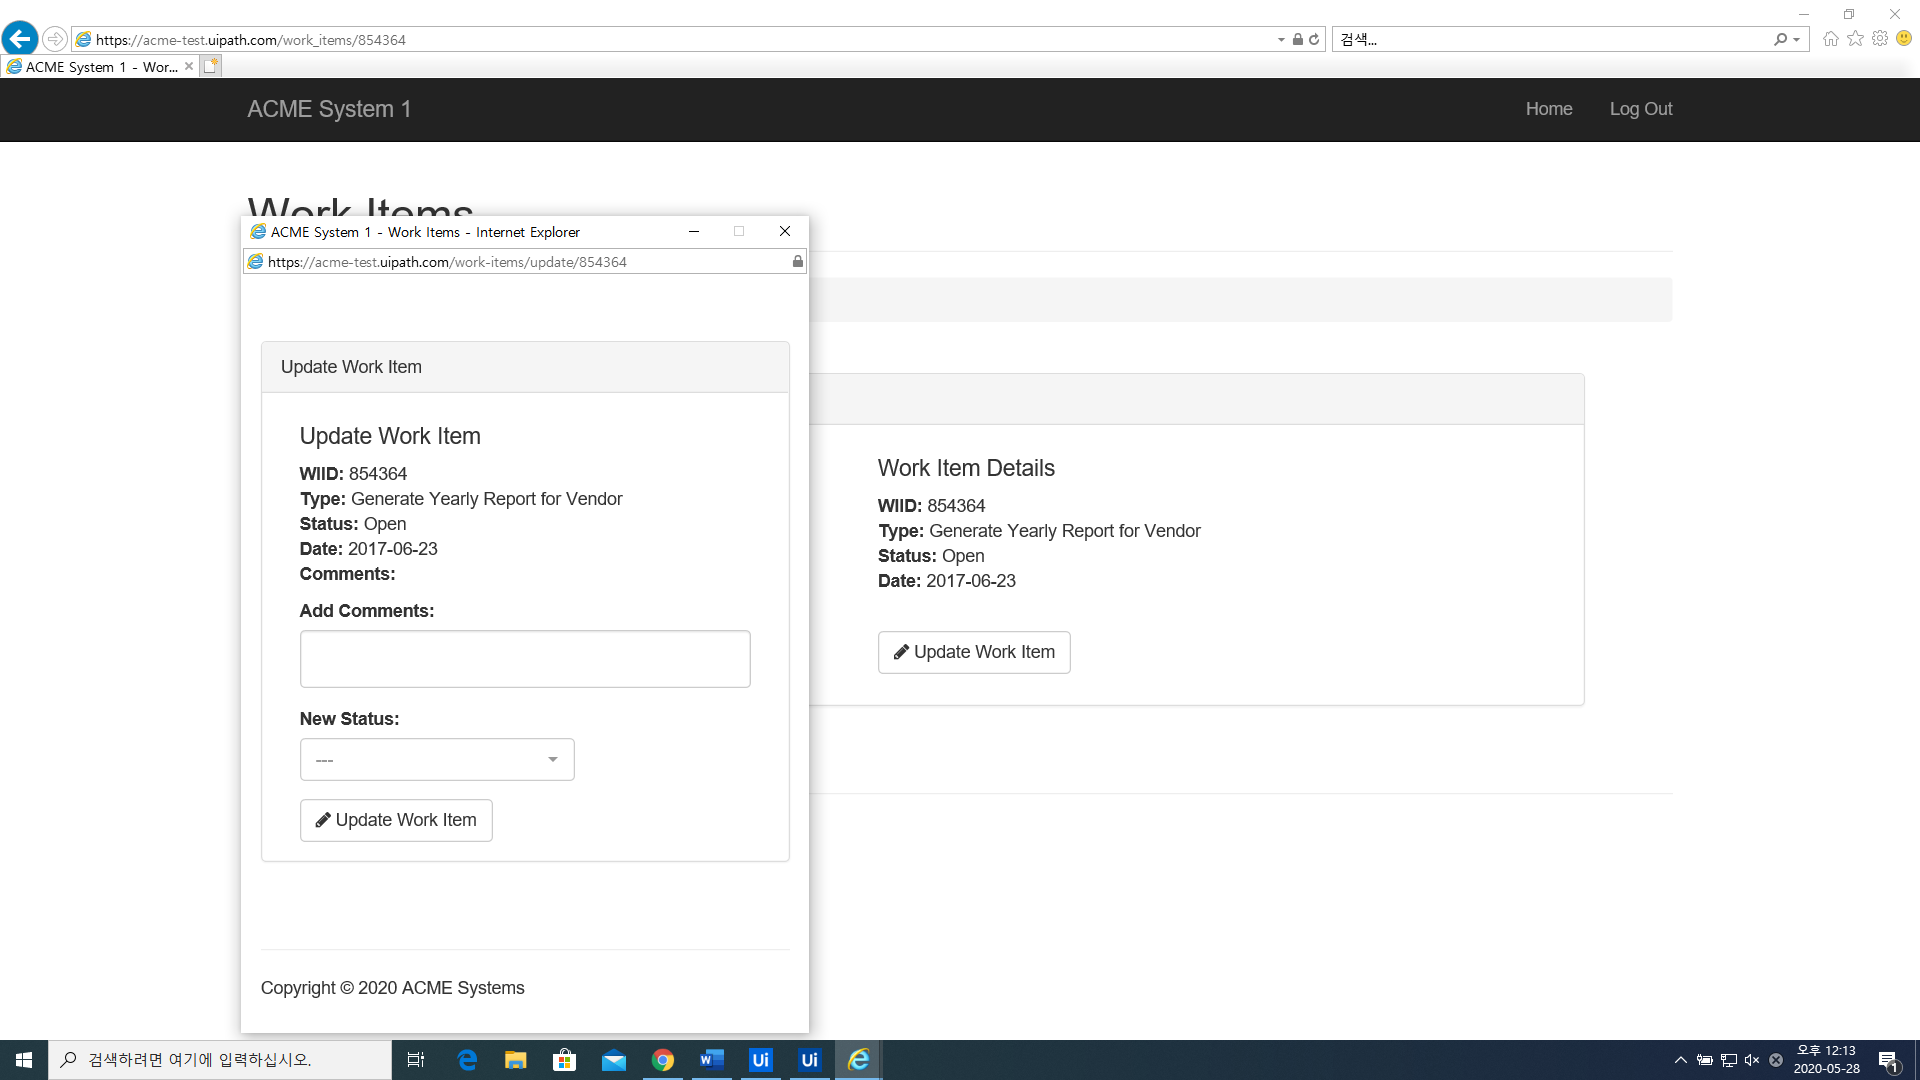 https://acme-test.uipath.com/work_items/854364
검색...
ACME System 1 - Wor...
ACME System 1
Home
Log Out
Work Items
ACME System 1 - Work Items - Internet Explorer
https://acme-test.uipath.com/work-items/update/854364
Update Work Item
Update Work Item
WIID: 854364
Type: Generate Yearly Report for Vendor
Status: Open
Date: 2017-06-23
Comments:
Add Comments:
New Status:
---
Update Work Item
Copyright © 2020 ACME Systems
Work Item Details
WIID: 854364
Type: Generate Yearly Report for Vendor
Status: Open
Date: 2017-06-23
Update Work Item
검색하려면 여기에 입력하십시오.
W
Ui
Ui
오후 12:13
2020-05-28
1